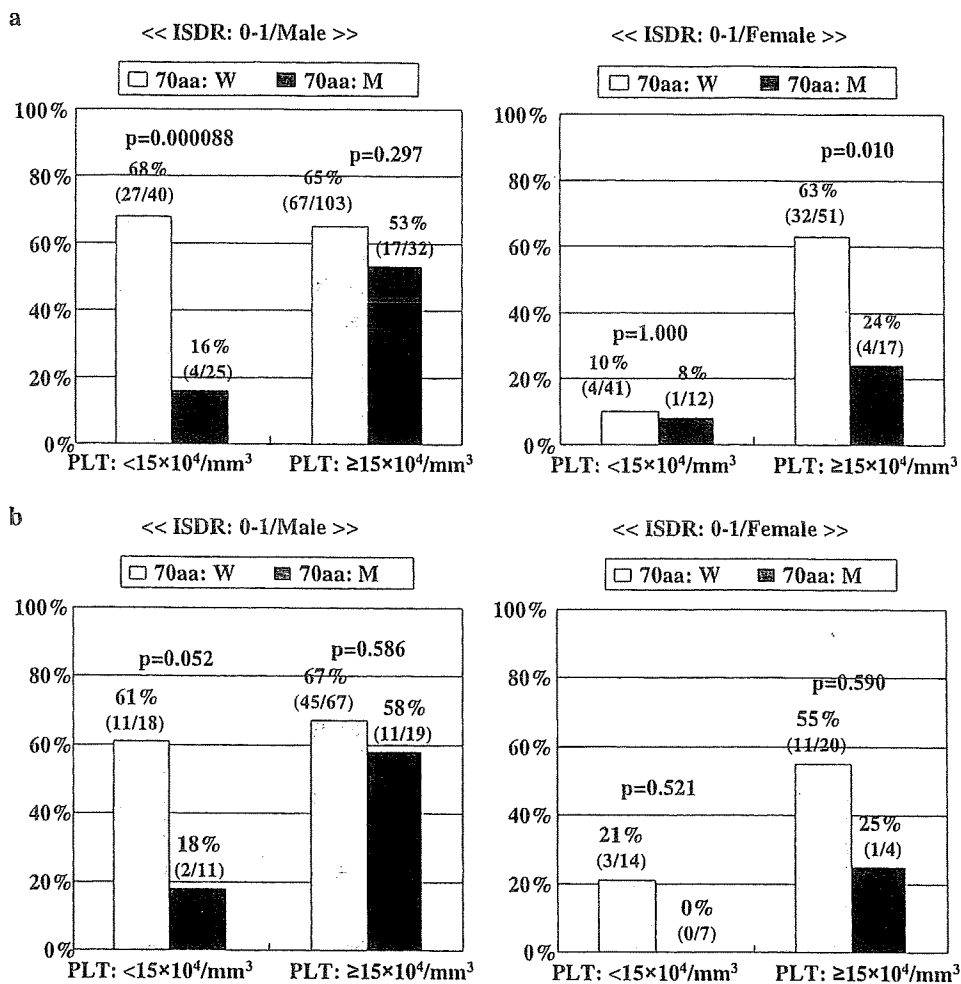 a
<< ISDR: 0-1/Male >>
70aa: W 70aa: M
100%
80%
60%
40%
20%
0%
p=0.000088
68%
(27/40)
16%
(4/25)
p=0.297
65%
(67/103)
53%
(17/32)
PLT: <15×10⁴/mm³ PLT: ≥15×10⁴/mm³
<< ISDR: 0-1/Female >>
70aa: W 70aa: M
100%
80%
60%
40%
20%
0%
p=1.000
10%
(4/41)
8%
(1/12)
p=0.010
63%
(32/51)
24%
(4/17)
PLT: <15×10⁴/mm³ PLT: ≥15×10⁴/mm³
b
<< ISDR: 0-1/Male >>
70aa: W 70aa: M
100%
80%
60%
40%
20%
0%
p=0.052
61%
(11/18)
18%
(2/11)
p=0.586
67%
(45/67)
58%
(11/19)
PLT: <15×10⁴/mm³ PLT: ≥15×10⁴/mm³
<< ISDR: 0-1/Female >>
70aa: W 70aa: M
100%
80%
60%
40%
20%
0%
p=0.521
21%
(3/14)
0%
(0/7)
p=0.590
55%
(11/20)
25%
(1/4)
PLT: <15×10⁴/mm³ PLT: ≥15×10⁴/mm³